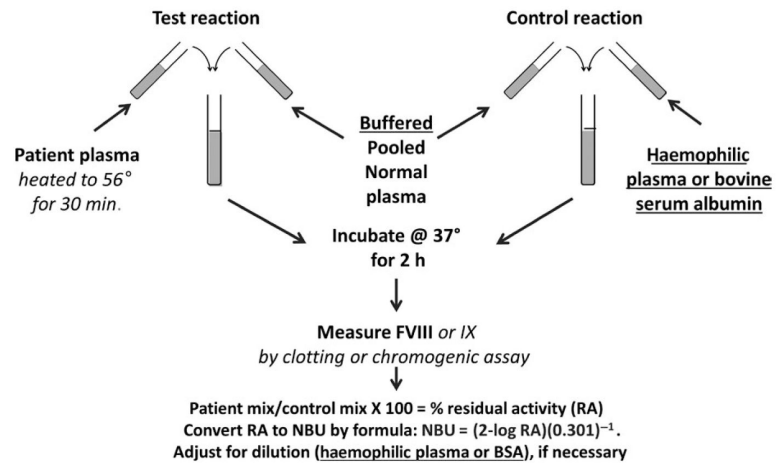 Test reaction
Control reaction
Patient plasma
heated to 56°
for 30 min.
Buffered
Pooled
Normal
plasma
Haemophilic
plasma or bovine
serum albumin
Incubate @ 37°
for 2 h
Measure FVIII or IX
by clotting or chromogenic assay
Patient mix/control mix X 100 = % residual activity (RA)
Convert RA to NBU by formula: NBU = (2-log RA)(0.301)⁻¹.
Adjust for dilution (haemophilic plasma or BSA), if necessary